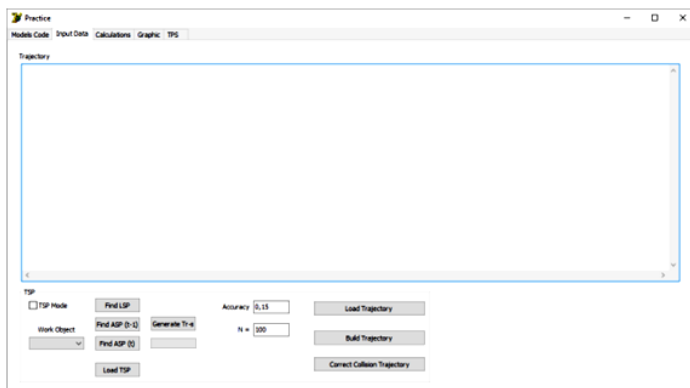 Practice
Models Code Input Data Calculations Graphic TPS
Trajectory
TSP
TSP Mode Find LSP Accuracy 0,15 Load Trajectory
Work Object Find ASP (t-1) Generate Tr-s N = 100
Find ASP (t) Build Trajectory
Load TSP Correct Collision Trajectory